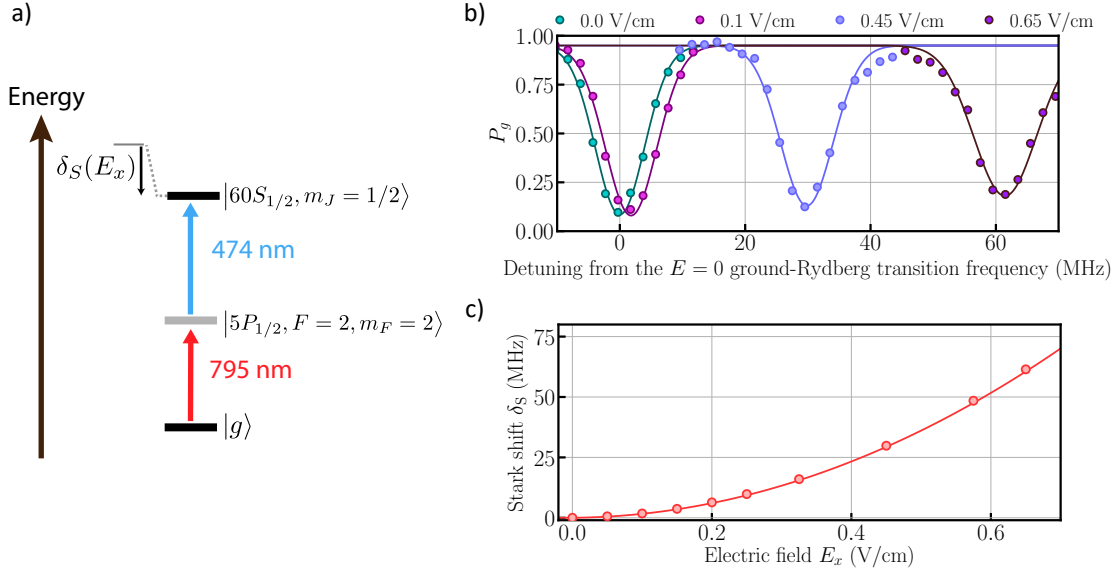 a)
Energy
δ_S(E_x)
|60S_{1/2}, m_J = 1/2⟩
474 nm
|5P_{1/2}, F = 2, m_F = 2⟩
795 nm
|g⟩
b)
0.0 V/cm 0.1 V/cm 0.45 V/cm 0.65 V/cm
1.00
0.75
0.50
0.25
0.00
P_g
0 20 40 60
Detuning from the E = 0 ground-Rydberg transition frequency (MHz)
c)
75
50
25
0
Stark shift δ_S (MHz)
0.0 0.2 0.4 0.6
Electric field E_x (V/cm)